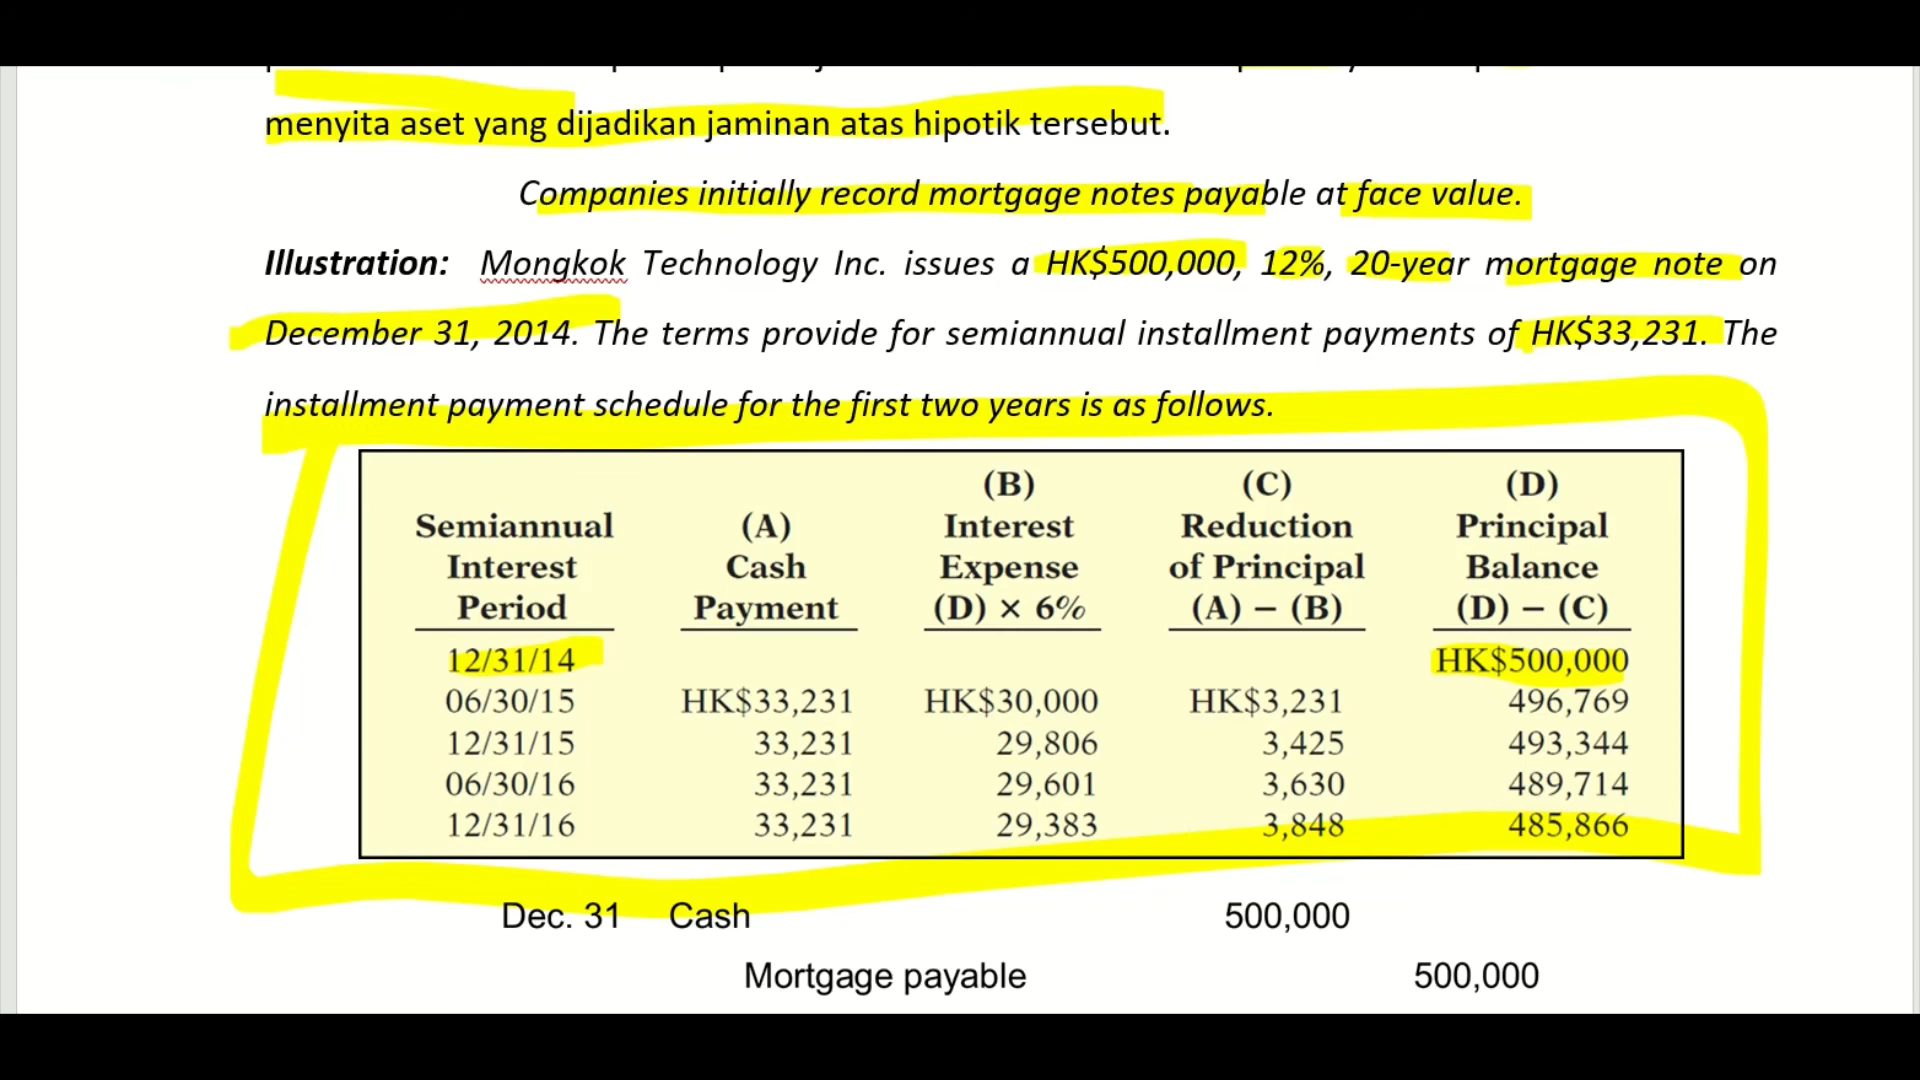 menyita aset yang dijadikan jaminan atas hipotik tersebut.
Companies initially record mortgage notes payable at face value.
Illustration: Mongkok Technology Inc. issues a HK$500,000, 12%, 20-year mortgage note on
December 31, 2014. The terms provide for semiannual installment payments of HK$33,231. The
installment payment schedule for the first two years is as follows.
(B) (C) (D)
Semiannual (A) Interest Reduction Principal
Interest Cash Expense of Principal Balance
Period Payment (D) × 6% (A) − (B) (D) − (C)
12/31/14 HK$500,000
06/30/15 HK$33,231 HK$30,000 HK$3,231 496,769
12/31/15 33,231 29,806 3,425 493,344
06/30/16 33,231 29,601 3,630 489,714
12/31/16 33,231 29,383 3,848 485,866
Dec. 31 Cash 500,000
Mortgage payable 500,000